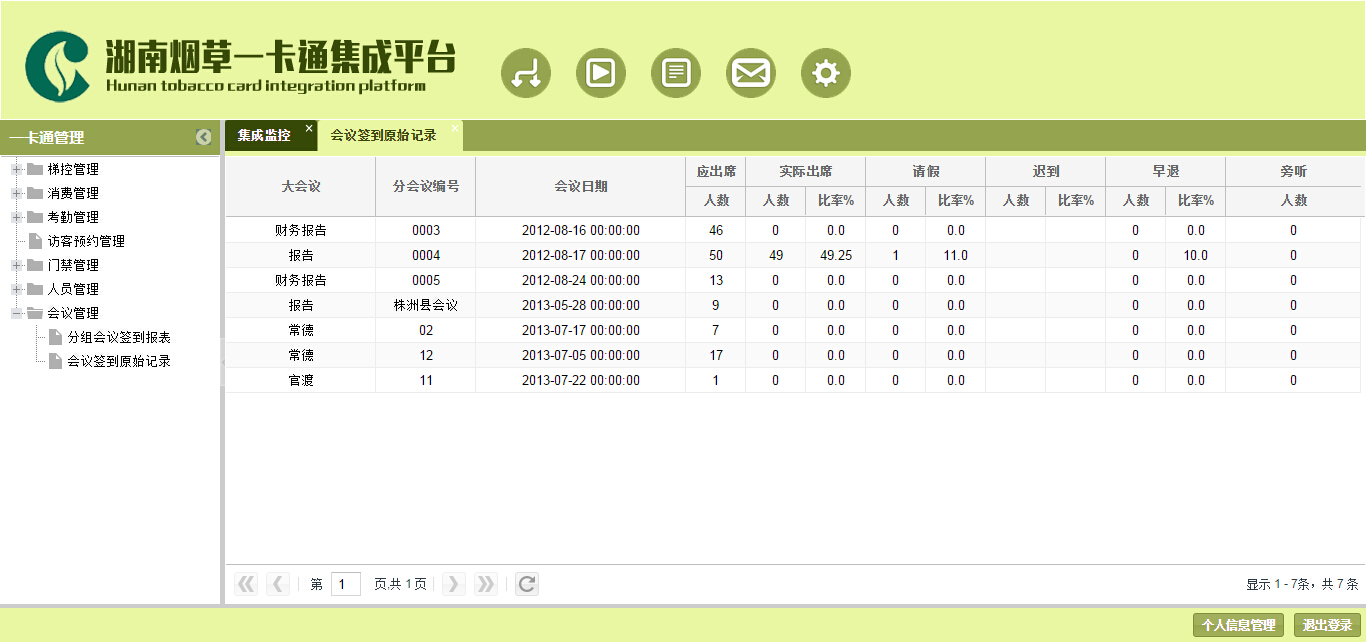 湖南烟草一卡通集成平台
Hunan tobacco card integration platform
一卡通管理
集成监控 × 会议签到原始记录 ×
梯控管理
消费管理
考勤管理
访客预约管理
门禁管理
人员管理
会议管理
分组会议签到报表
会议签到原始记录
大会议 分会议编号 会议日期 应出席 实际出席 请假 迟到 早退 旁听
人数 人数 比率% 人数 比率% 人数 比率% 人数 比率% 人数
财务报告 0003 2012-08-16 00:00:00 46 0 0.0 0 0.0 0 0.0 0
报告 0004 2012-08-17 00:00:00 50 49 49.25 1 11.0 0 10.0 0
财务报告 0005 2012-08-24 00:00:00 13 0 0.0 0 0.0 0 0.0 0
报告 株洲县会议 2013-05-28 00:00:00 9 0 0.0 0 0.0 0 0.0 0
常德 02 2013-07-17 00:00:00 7 0 0.0 0 0.0 0 0.0 0
常德 12 2013-07-05 00:00:00 17 0 0.0 0 0.0 0 0.0 0
官渡 11 2013-07-22 00:00:00 1 0 0.0 0 0.0 0 0.0 0
第 1 页,共 1 页
显示 1 - 7条，共 7 条
个人信息管理 退出登录